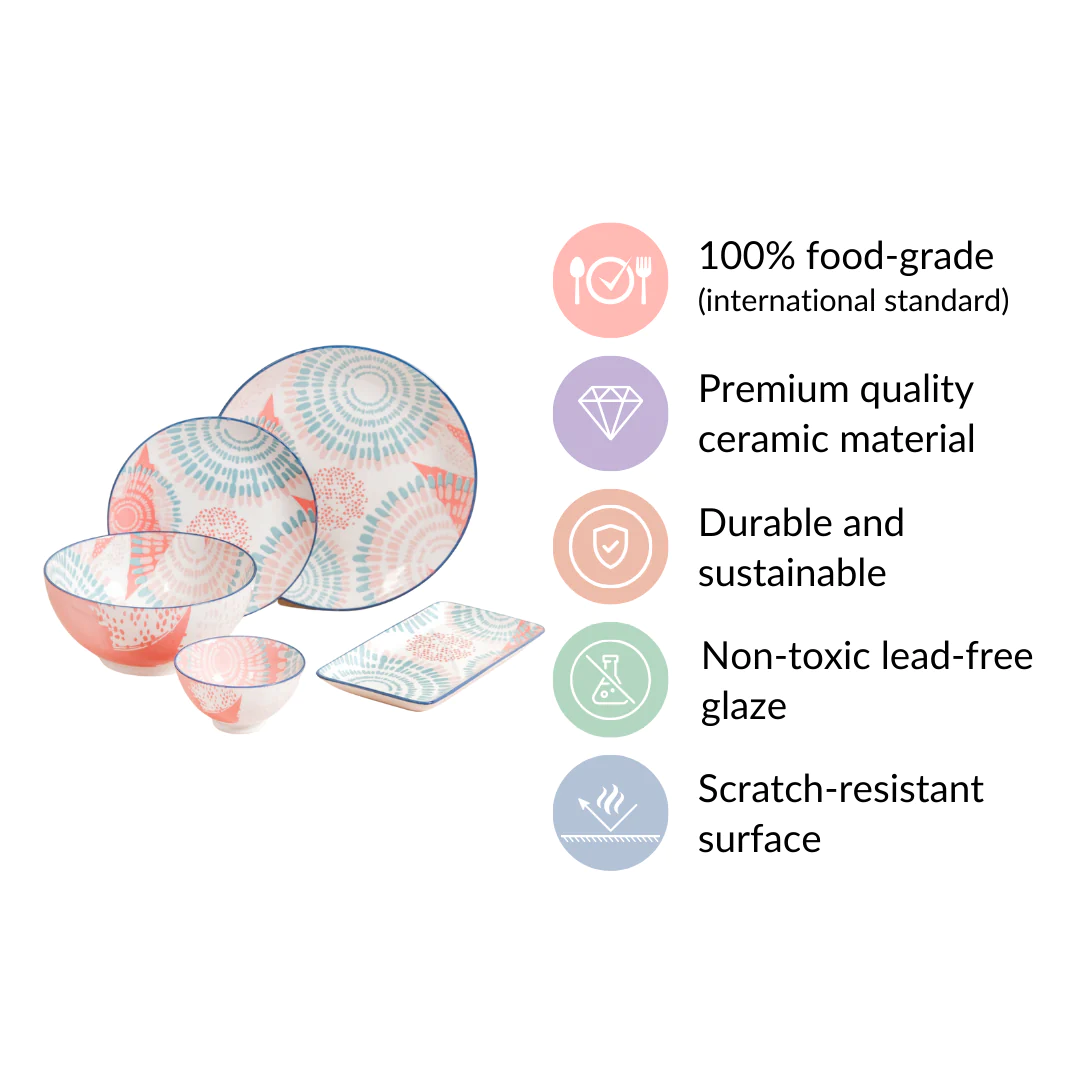 100% food-grade
(international standard)
Premium quality
ceramic material
Durable and
sustainable
Non-toxic lead-free
glaze
Scratch-resistant
surface